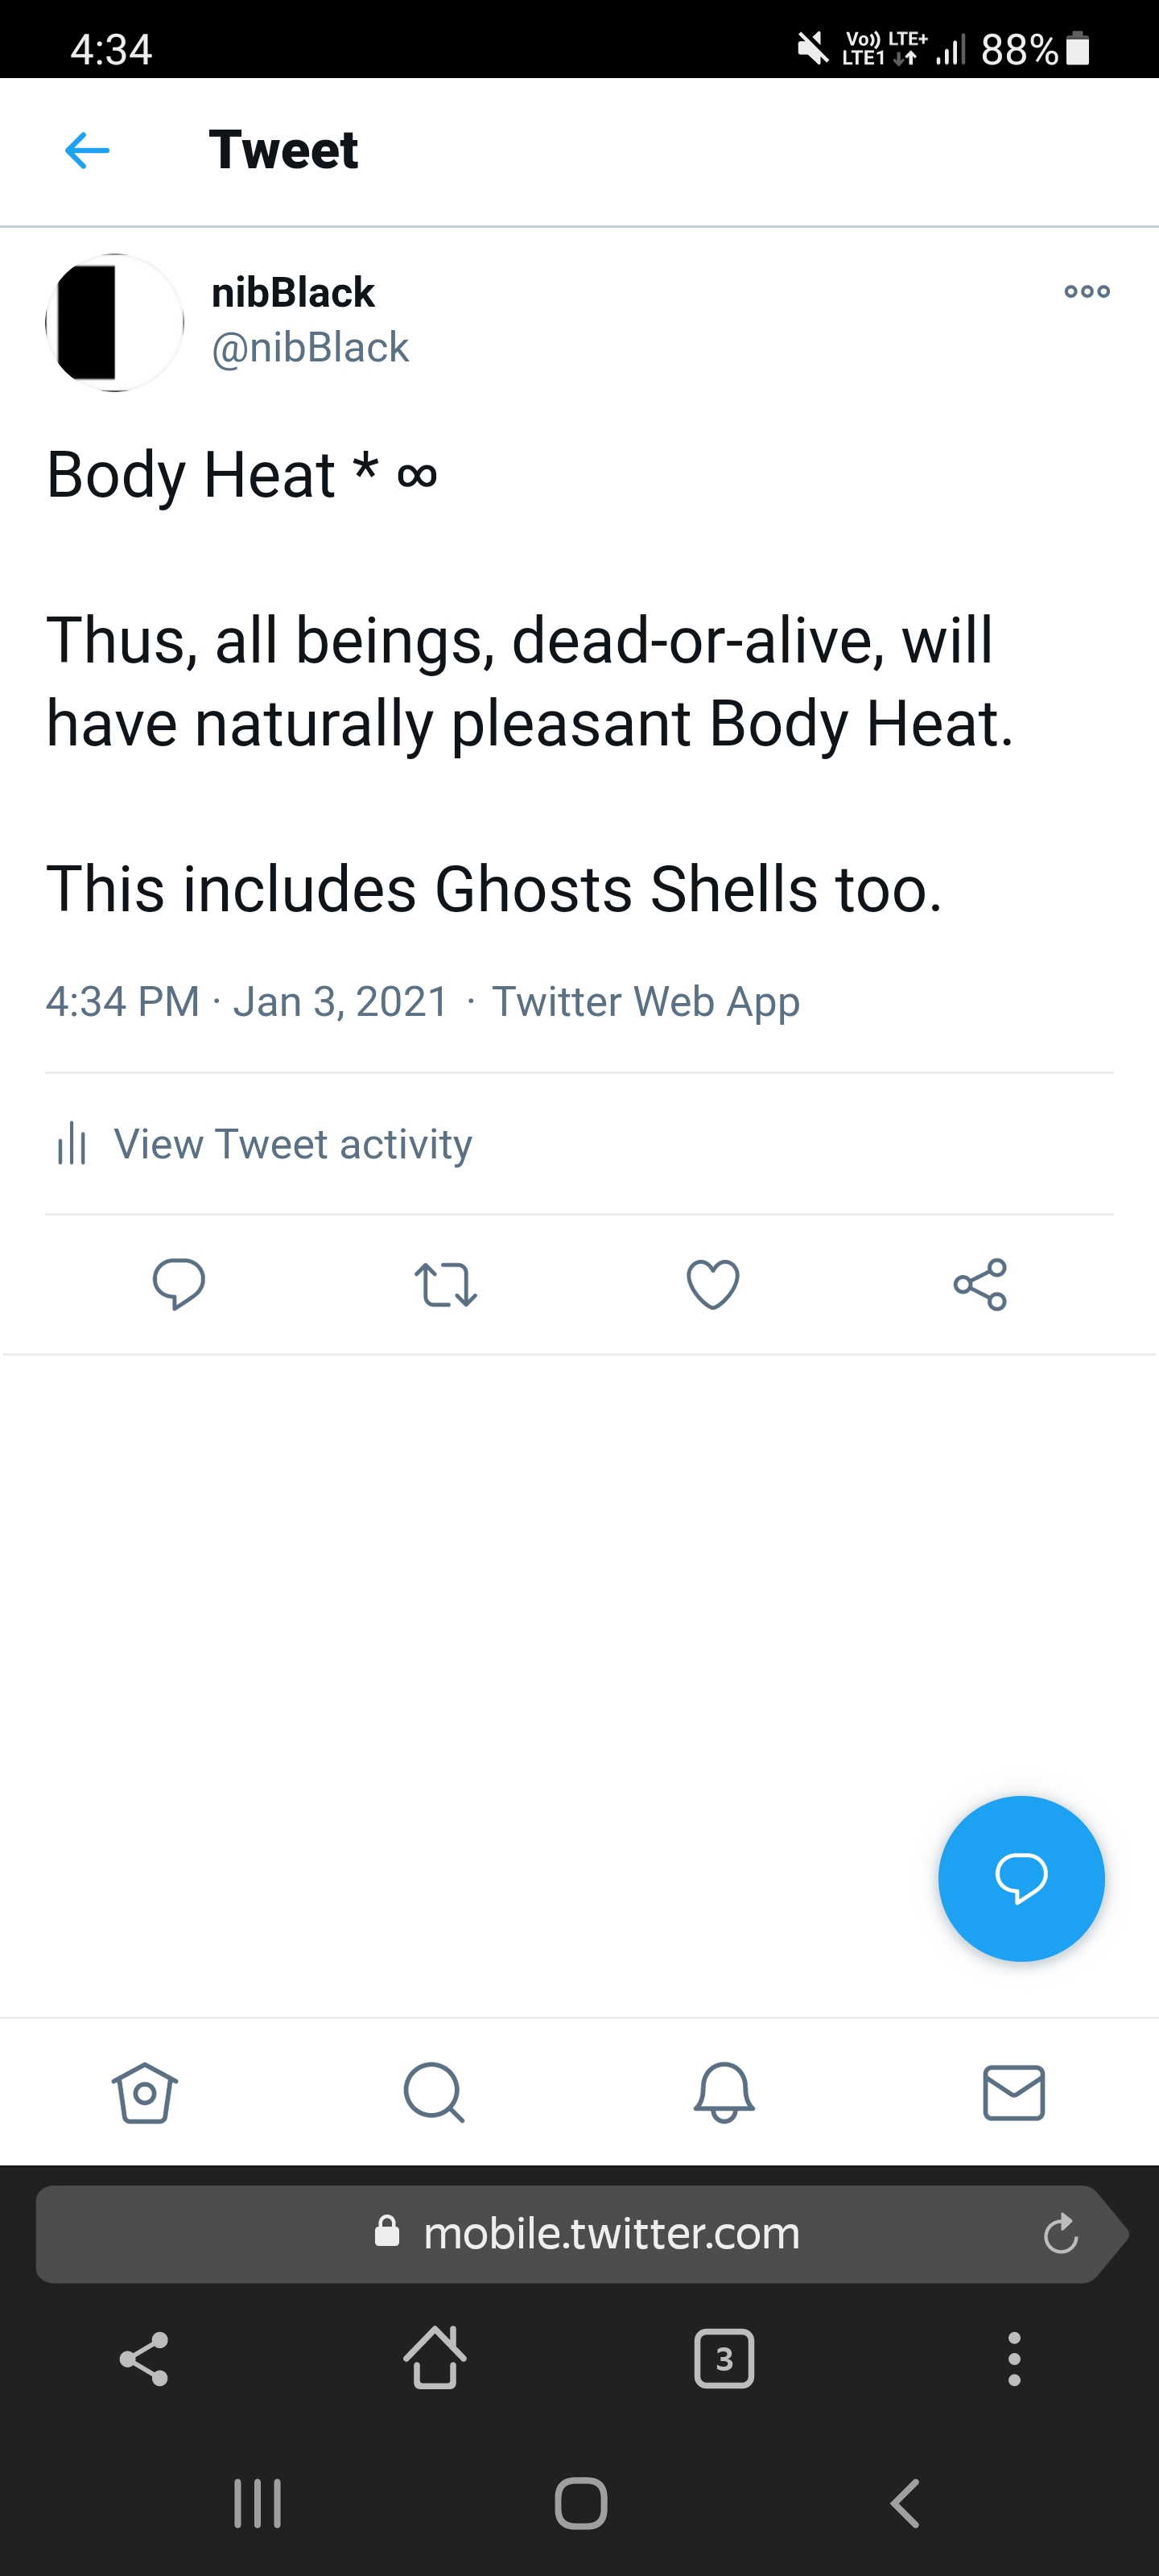 4:34
Vo)) LTE+
LTE1
88%
Tweet
nibBlack
@nibBlack
Body Heat * ∞
Thus, all beings, dead-or-alive, will
have naturally pleasant Body Heat.
This includes Ghosts Shells too.
4:34 PM · Jan 3, 2021 · Twitter Web App
View Tweet activity
mobile.twitter.com
3